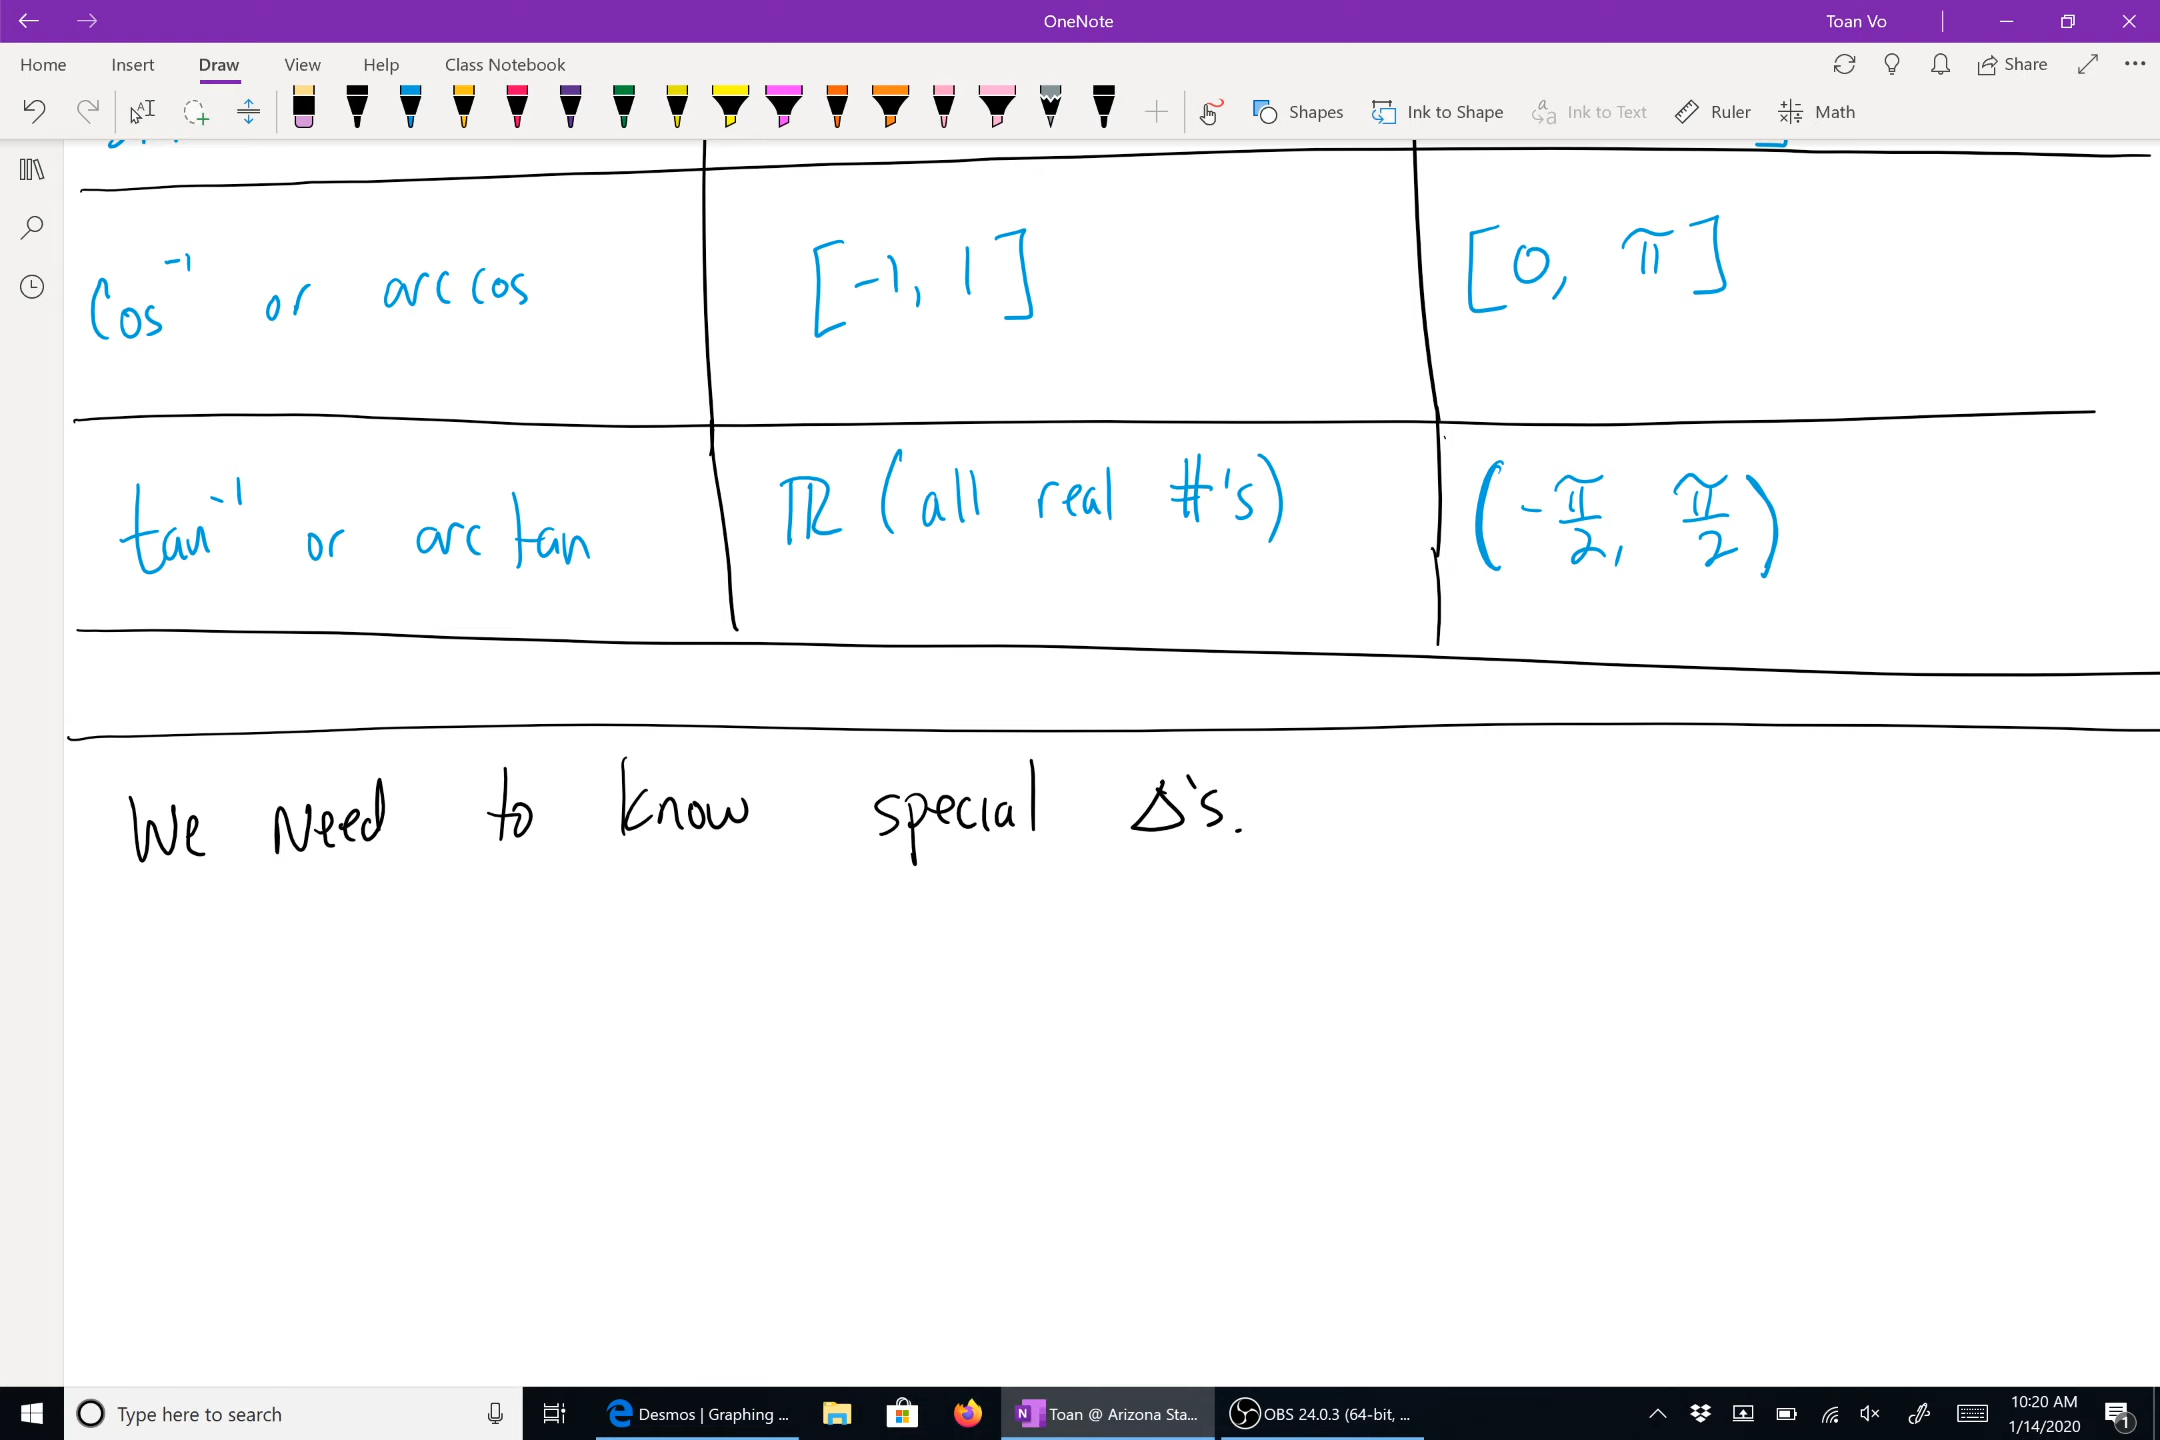 OneNote
Toan Vo
Home Insert Draw View Help Class Notebook
Share
Shapes Ink to Shape Ink to Text Ruler Math
Cos⁻¹ or arccos [-1, 1] [0, π]
tan⁻¹ or arctan ℝ (all real #'s) (-π/2, π/2)
We Need to know special Δ's.
Type here to search
Desmos | Graphing ...
Toan @ Arizona Sta...
OBS 24.0.3 (64-bit, ...
10:20 AM
1/14/2020
1